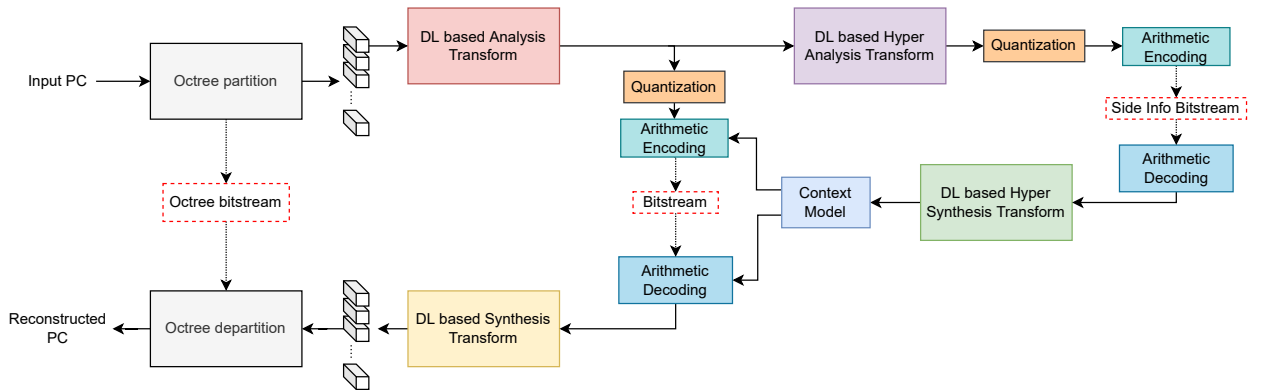 Input PC
Octree partition
DL based Analysis
Transform
DL based Hyper
Analysis Transform
Quantization
Arithmetic
Encoding
Quantization
Side Info Bitstream
Arithmetic
Encoding
Arithmetic
Decoding
Octree bitstream
Bitstream
Context
Model
DL based Hyper
Synthesis Transform
Arithmetic
Decoding
Reconstructed
PC
Octree departition
DL based Synthesis
Transform